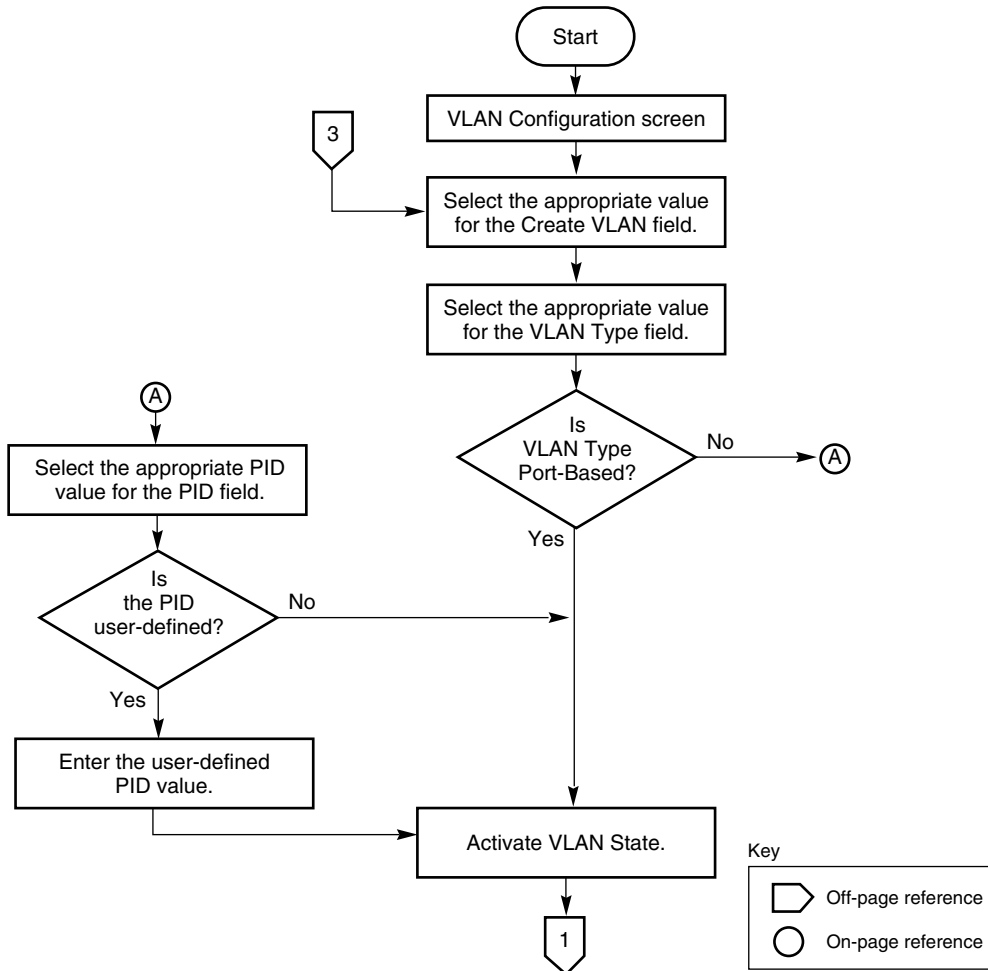 Start
VLAN Configuration screen
3
Select the appropriate value
for the Create VLAN field.
Select the appropriate value
for the VLAN Type field.
Is
VLAN Type
Port-Based?
No
A
Yes
A
Select the appropriate PID
value for the PID field.
Is
the PID
user-defined?
No
Yes
Enter the user-defined
PID value.
Activate VLAN State.
1
Key
Off-page reference
On-page reference